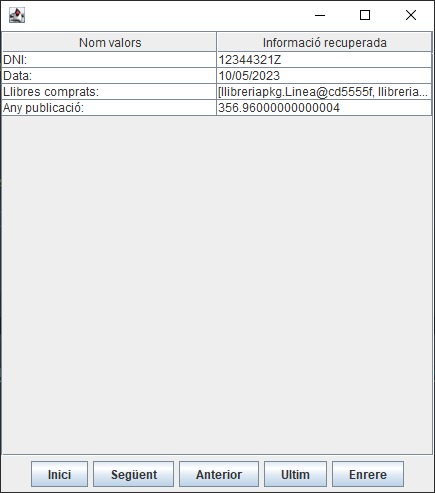 Nom valors Informació recuperada
DNI: 12344321Z
Data: 10/05/2023
Llibres comprats: [llibreriapkg.Linea@cd5555f, llibreria...
Any publicació: 356.96000000000004
Inici Següent Anterior Ultim Enrere